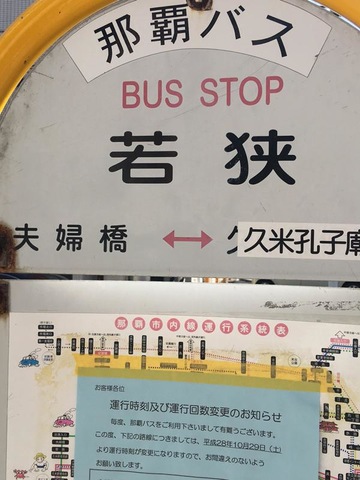 那覇バス
BUS STOP
若狭
夫婦橋 ↔ 久米孔子廟
那覇市内線運行系統表
お客様各位
運行時刻及び運行回数変更のお知らせ
毎度、那覇バスをご利用下さいまして有難うございます。
この度、下記の路線につきましては、平成28年10月29日(土)
より運行時刻が変更になりますので、お間違えのないよう
お願い致します。